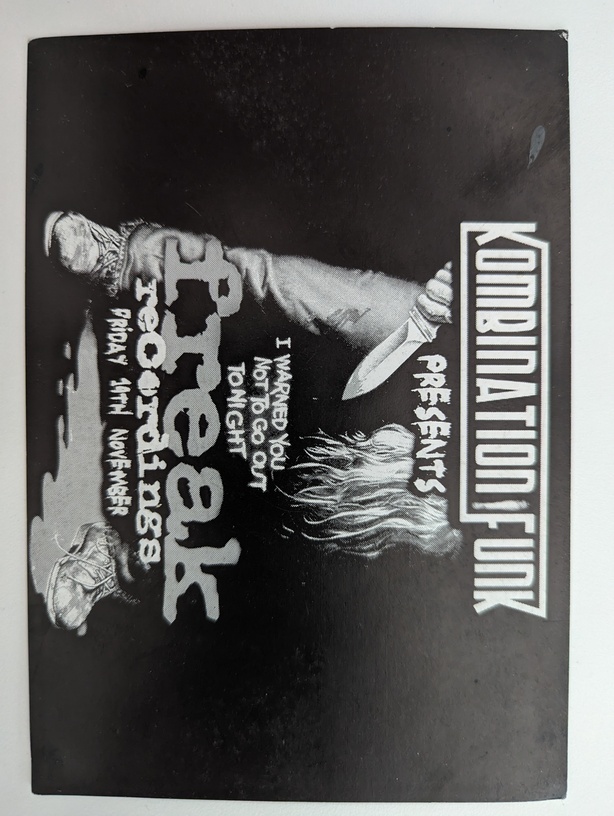 KOMBINATION FUNK
PRESENTS
I WARNED YOU
NOT TO GO OUT
TONIGHT
freak
reCordings
FRIDAY 19TH NOVEMBER